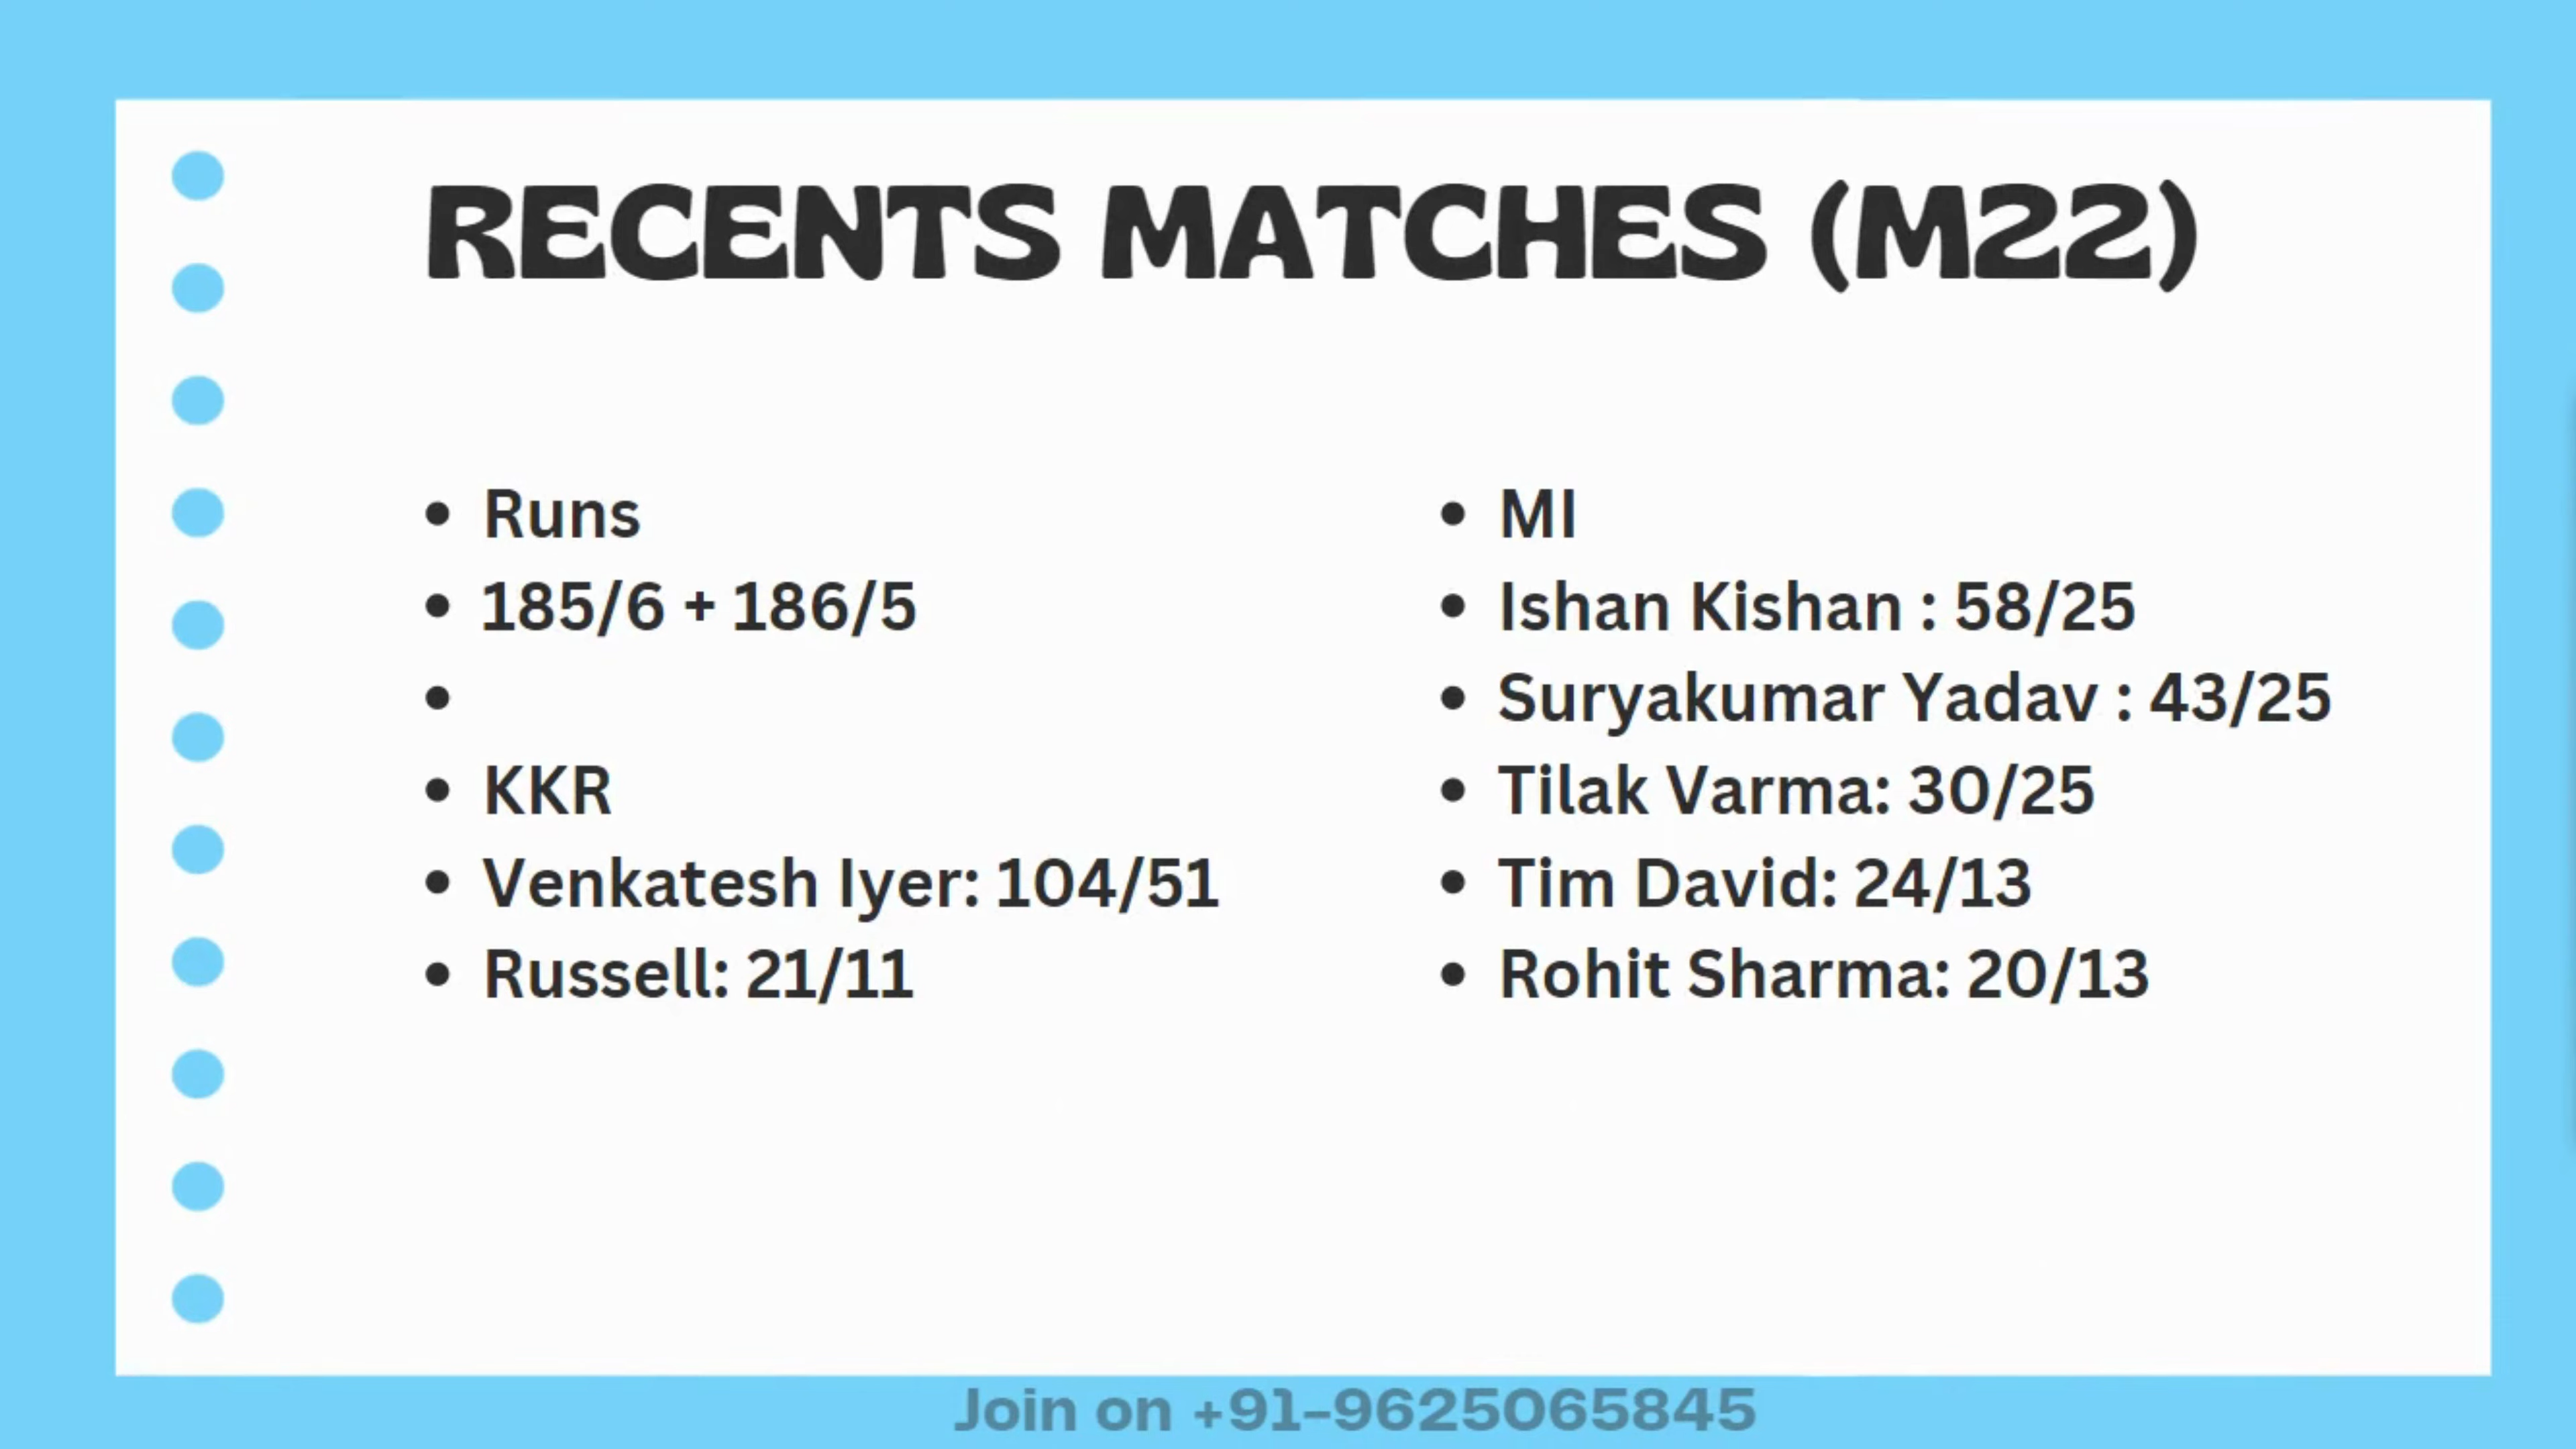 RECENTS MATCHES (M22)
Runs
185/6 + 186/5
KKR
Venkatesh Iyer: 104/51
Russell: 21/11
MI
Ishan Kishan : 58/25
Suryakumar Yadav : 43/25
Tilak Varma: 30/25
Tim David: 24/13
Rohit Sharma: 20/13
Join on +91-9625065845